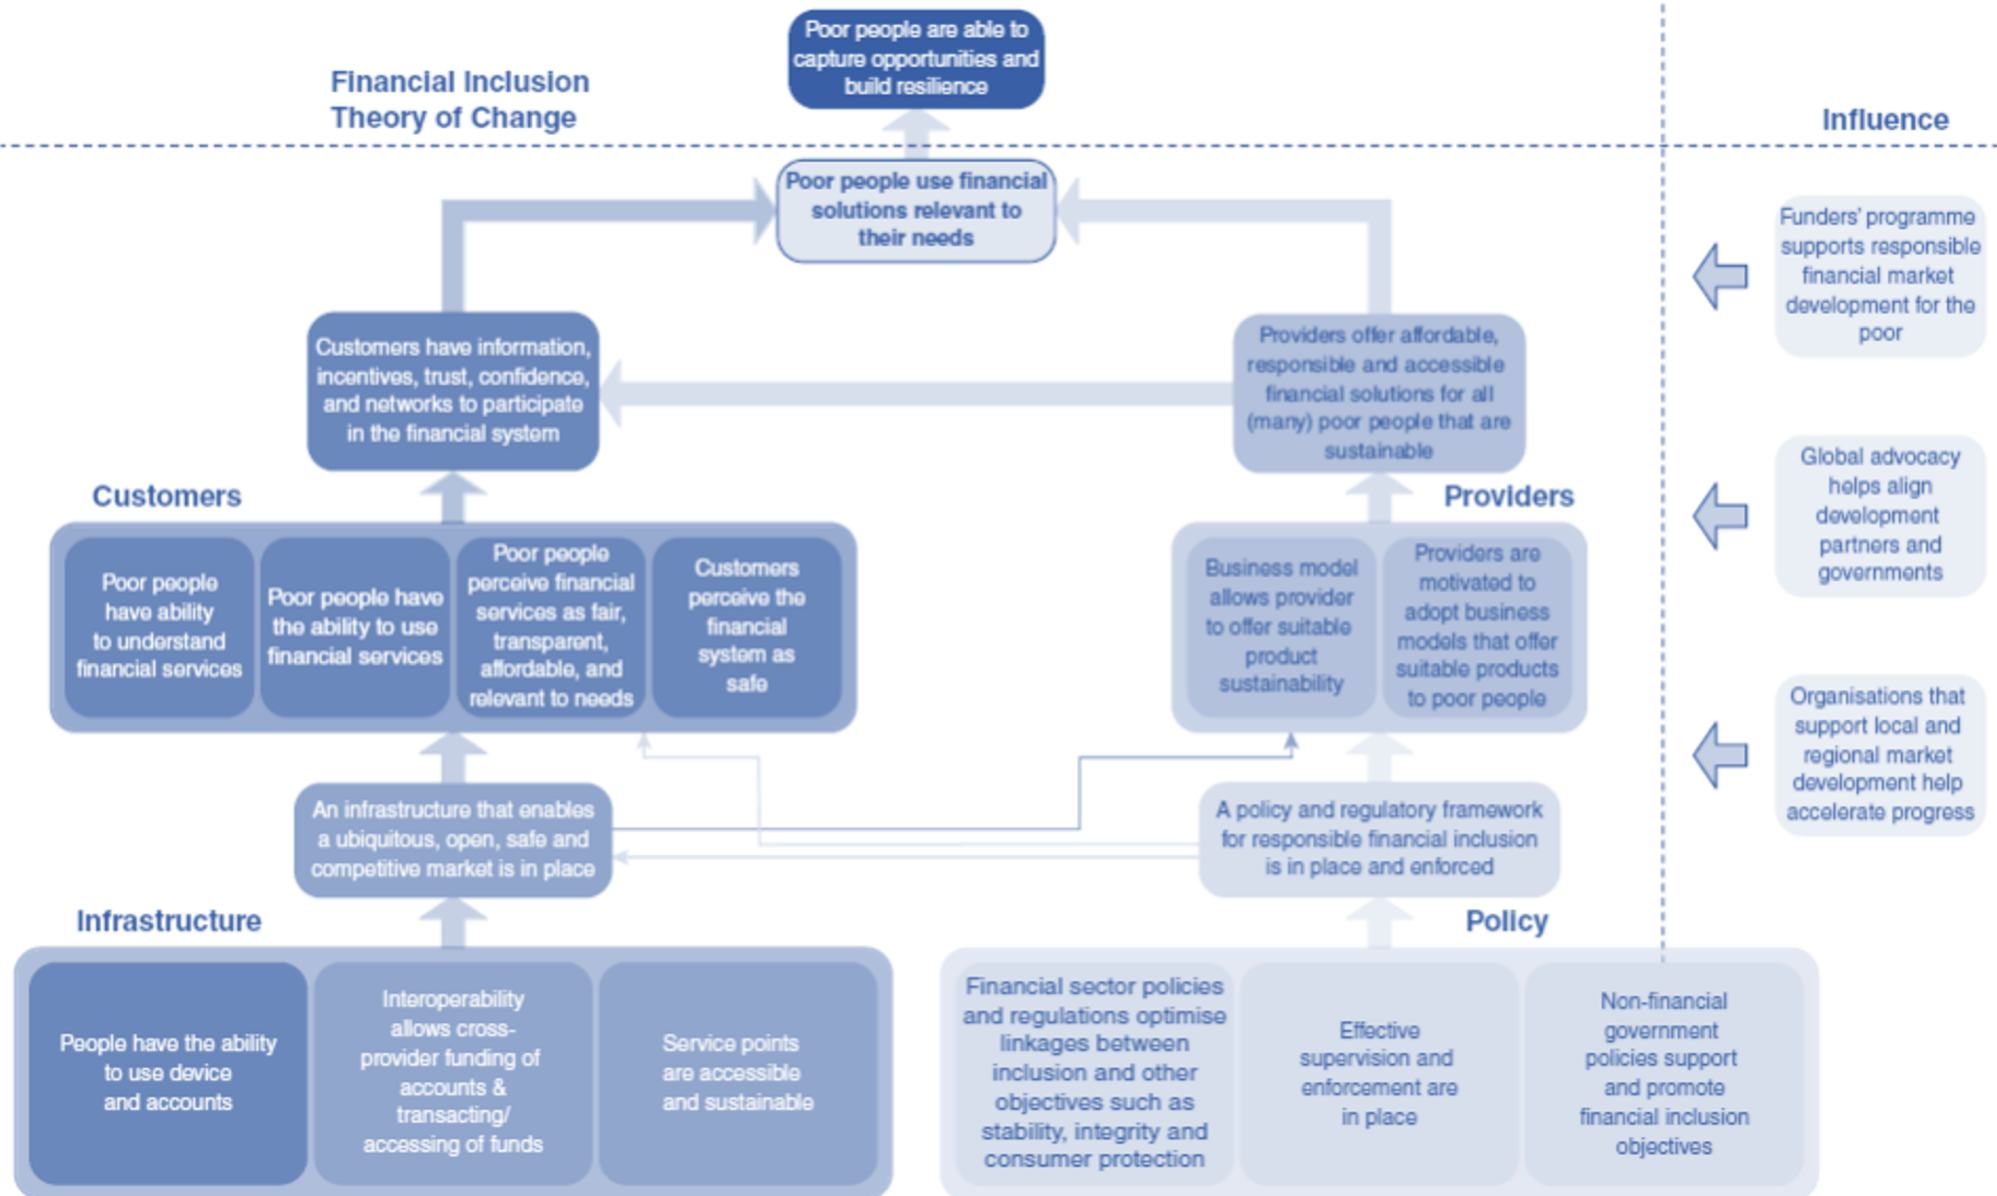 Poor people are able to
capture opportunities and
build resilience
Financial Inclusion
Theory of Change
Influence
Poor people use financial
solutions relevant to
their needs
Funders' programme
supports responsible
financial market
development for the
poor
Customers have information,
incentives, trust, confidence,
and networks to participate
in the financial system
Providers offer affordable,
responsible and accessible
financial solutions for all
(many) poor people that are
sustainable
Global advocacy
helps align
development
partners and
governments
Customers
Providers
Poor people
have ability
to understand
financial services
Poor people have
the ability to use
financial services
Poor people
perceive financial
services as fair,
transparent,
affordable, and
relevant to needs
Customers
perceive the
financial
system as
safe
Business model
allows provider
to offer suitable
product
sustainability
Providers are
motivated to
adopt business
models that offer
suitable products
to poor people
Organisations that
support local and
regional market
development help
accelerate progress
An infrastructure that enables
a ubiquitous, open, safe and
competitive market is in place
A policy and regulatory framework
for responsible financial inclusion
is in place and enforced
Infrastructure
Policy
People have the ability
to use device
and accounts
Interoperability
allows cross-
provider funding of
accounts &
transacting/
accessing of funds
Service points
are accessible
and sustainable
Financial sector policies
and regulations optimise
linkages between
inclusion and other
objectives such as
stability, integrity and
consumer protection
Effective
supervision and
enforcement are
in place
Non-financial
government
policies support
and promote
financial inclusion
objectives